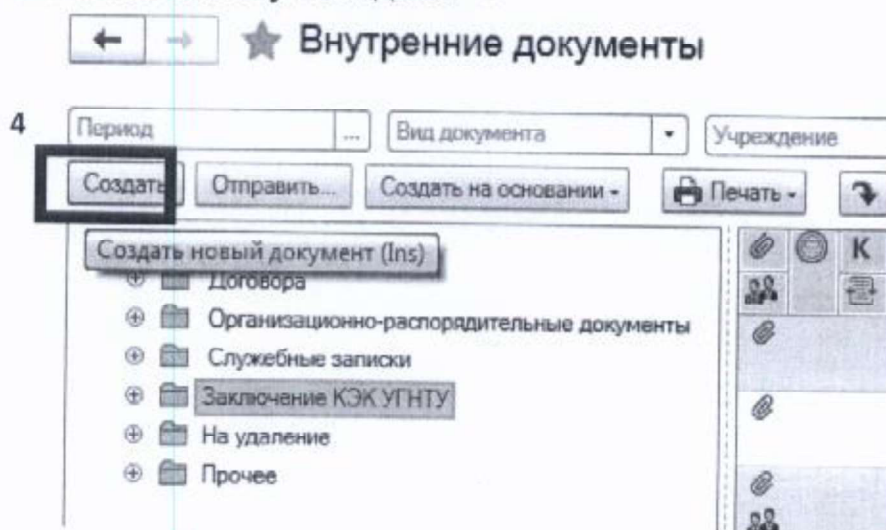 Внутренние документы
4
Период ... Вид документа Учреждение
Создать Отправить... Создать на основании Печать
Создать новый документ (Ins)
К
Договора
Организационно-распорядительные документы
Служебные записки
Заключение КЭК УГНТУ
На удаление
Прочее